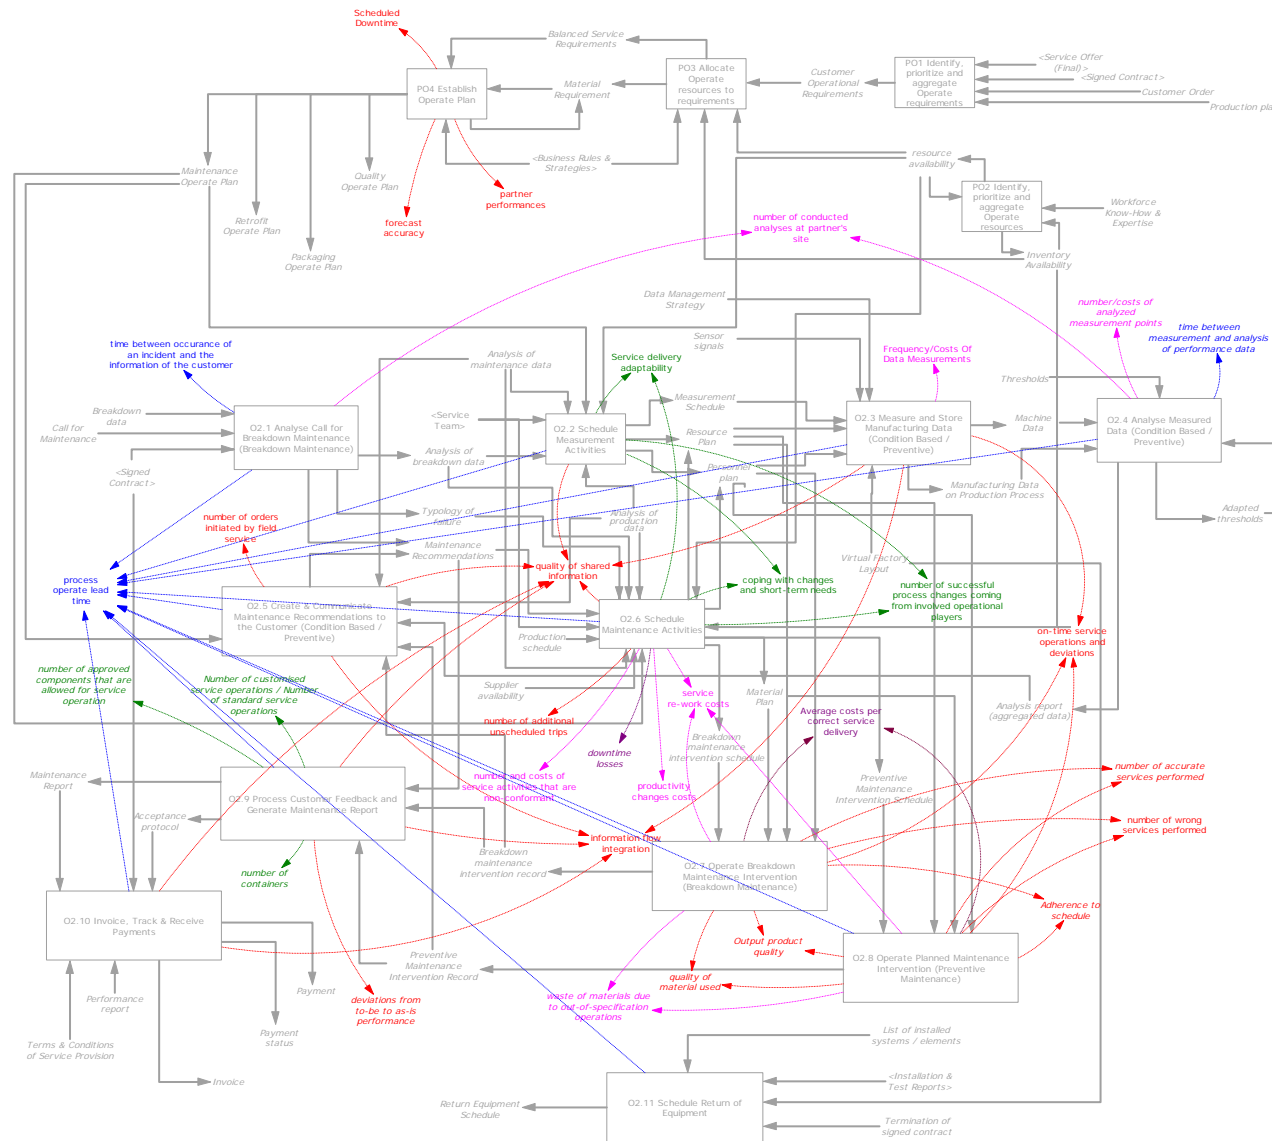 Scheduled
Downtime
Balanced Service
Requirements
PO4 Establish
Operate Plan
Material
Requirement
PO3 Allocate
Operate
resources to
requirements
Customer
Operational
Requirements
PO1 Identify,
prioritize and
aggregate
Operate
requirements
<Service Offer
(Final)>
<Signed Contract>
Customer Order
Production pla
Maintenance
Operate Plan
Quality
Operate Plan
Retrofit
Operate Plan
Packaging
Operate Plan
<Business Rules &
Strategies>
partner
performances
forecast
accuracy
resource
availability
PO2 Identify,
prioritize and
aggregate
Operate
resources
Workforce
Know-How &
Expertise
Inventory
Availability
number of conducted
analyses at partner's
site
Data Management
Strategy
Sensor
signals
number/costs of
analyzed
measurement points
time between
measurement and analysis
of performance data
time between occurance of
an incident and the
information of the customer
Analysis of
maintenance data
Service delivery
adaptability
Frequency/Costs Of
Data Measurements
Thresholds
Breakdown
data
Call for
Maintenance
<Signed
Contract>
O2.1 Analyse Call for
Breakdown Maintenance
(Breakdown Maintenance)
<Service
Team>
Analysis of
breakdown data
O2.2 Schedule
Measurement
Activities
Measurement
Schedule
Resource
Plan
Personnel
plan
O2.3 Measure and Store
Manufacturing Data
(Condition Based /
Preventive)
Machine
Data
O2.4 Analyse Measured
Data (Condition Based /
Preventive)
Manufacturing Data
on Production Process
Adapted
thresholds
Typology of
failure
Analysis of
production
data
Maintenance
Recommendations
Virtual Factory
Layout
number of orders
initiated by field
service
quality of shared
information
process
operate lead
time
coping with changes
and short-term needs
number of successful
process changes coming
from involved operational
players
O2.5 Create & Communicate
Maintenance Recommendations to
the Customer (Condition Based /
Preventive)
O2.6 Schedule
Maintenance Activities
Production
schedule
on-time service
operations and
deviations
number of approved
components that are
allowed for service
operation
Number of customised
service operations / Number
of standard service
operations
Supplier
availability
service
re-work costs
Material
Plan
Average costs per
correct service
delivery
Analysis report
(aggregated data)
number of additional
unscheduled trips
downtime
losses
Breakdown
maintenance
intervention schedule
number and costs of
service activities that are
non-conformant
productivity
changes costs
Preventive
Maintenance
Intervention Schedule
number of accurate
services performed
Maintenance
Report
Acceptance
protocol
O2.9 Process Customer Feedback and
Generate Maintenance Report
number of wrong
services performed
information flow
integration
number of
containers
Breakdown
maintenance
intervention record
O2.7 Operate Breakdown
Maintenance Intervention
(Breakdown Maintenance)
Adherence to
schedule
O2.10 Invoice, Track & Receive
Payments
Output product
quality
O2.8 Operate Planned Maintenance
Intervention (Preventive
Maintenance)
Preventive
Maintenance
Intervention Record
quality of
material used
Payment
Performance
report
deviations from
to-be to as-is
performance
waste of materials due
to out-of-specification
operations
Payment
status
Terms & Conditions
of Service Provision
List of installed
systems / elements
Invoice
<Installation &
Test Reports>
Return Equipment
Schedule
O2.11 Schedule Return of
Equipment
Termination of
signed contract